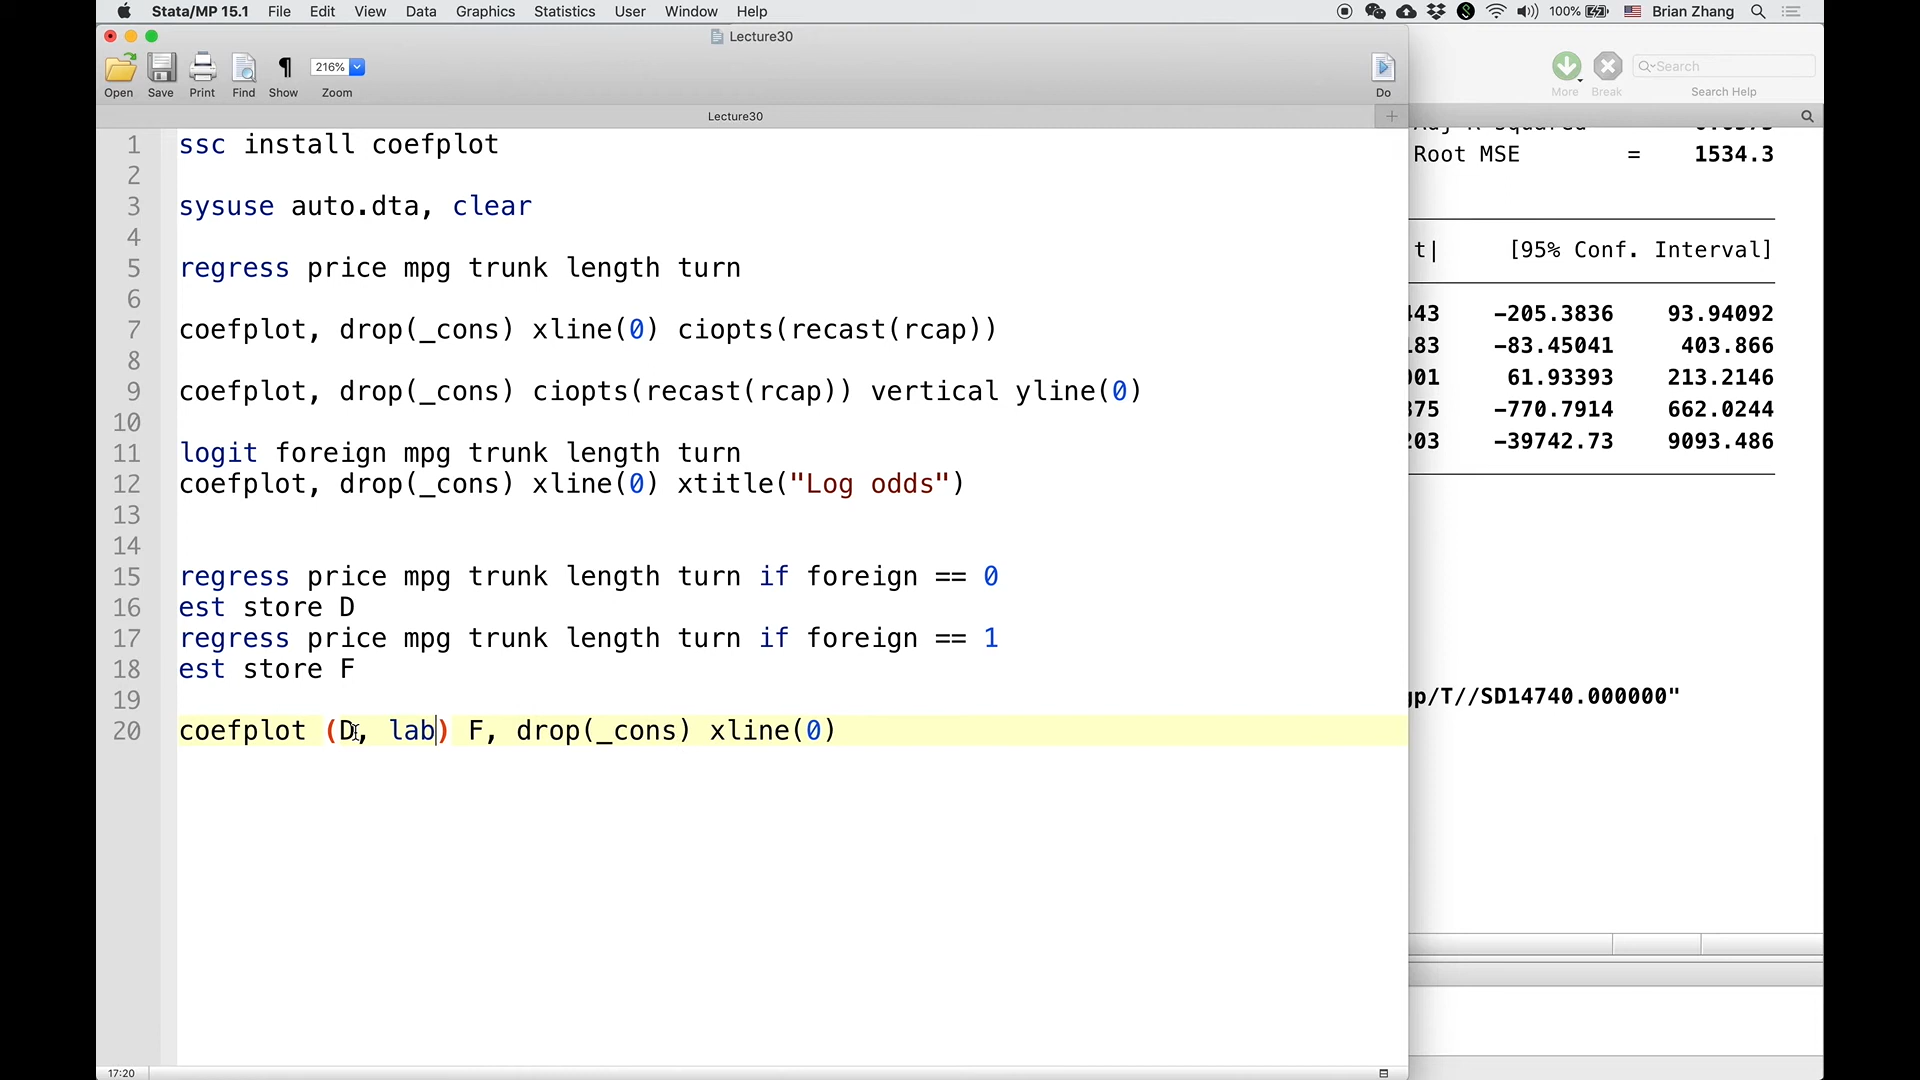 Stata/MP 15.1 File Edit View Data Graphics Statistics User Window Help 100% Brian Zhang
Lecture30
Open Save Print Find Show 216% Zoom Do
More Break Search Search Help
Lecture30
1 ssc install coefplot
2
3 sysuse auto.dta, clear
4
5 regress price mpg trunk length turn
6
7 coefplot, drop(_cons) xline(0) ciopts(recast(rcap))
8
9 coefplot, drop(_cons) ciopts(recast(rcap)) vertical yline(0)
10
11 logit foreign mpg trunk length turn
12 coefplot, drop(_cons) xline(0) xtitle("Log odds")
13
14
15 regress price mpg trunk length turn if foreign == 0
16 est store D
17 regress price mpg trunk length turn if foreign == 1
18 est store F
19
20 coefplot (D, lab) F, drop(_cons) xline(0)
17:20
Root MSE = 1534.3
t| [95% Conf. Interval]
443 -205.3836 93.94092
183 -83.45041 403.866
001 61.93393 213.2146
375 -770.7914 662.0244
203 -39742.73 9093.486
gp/T//SD14740.000000"